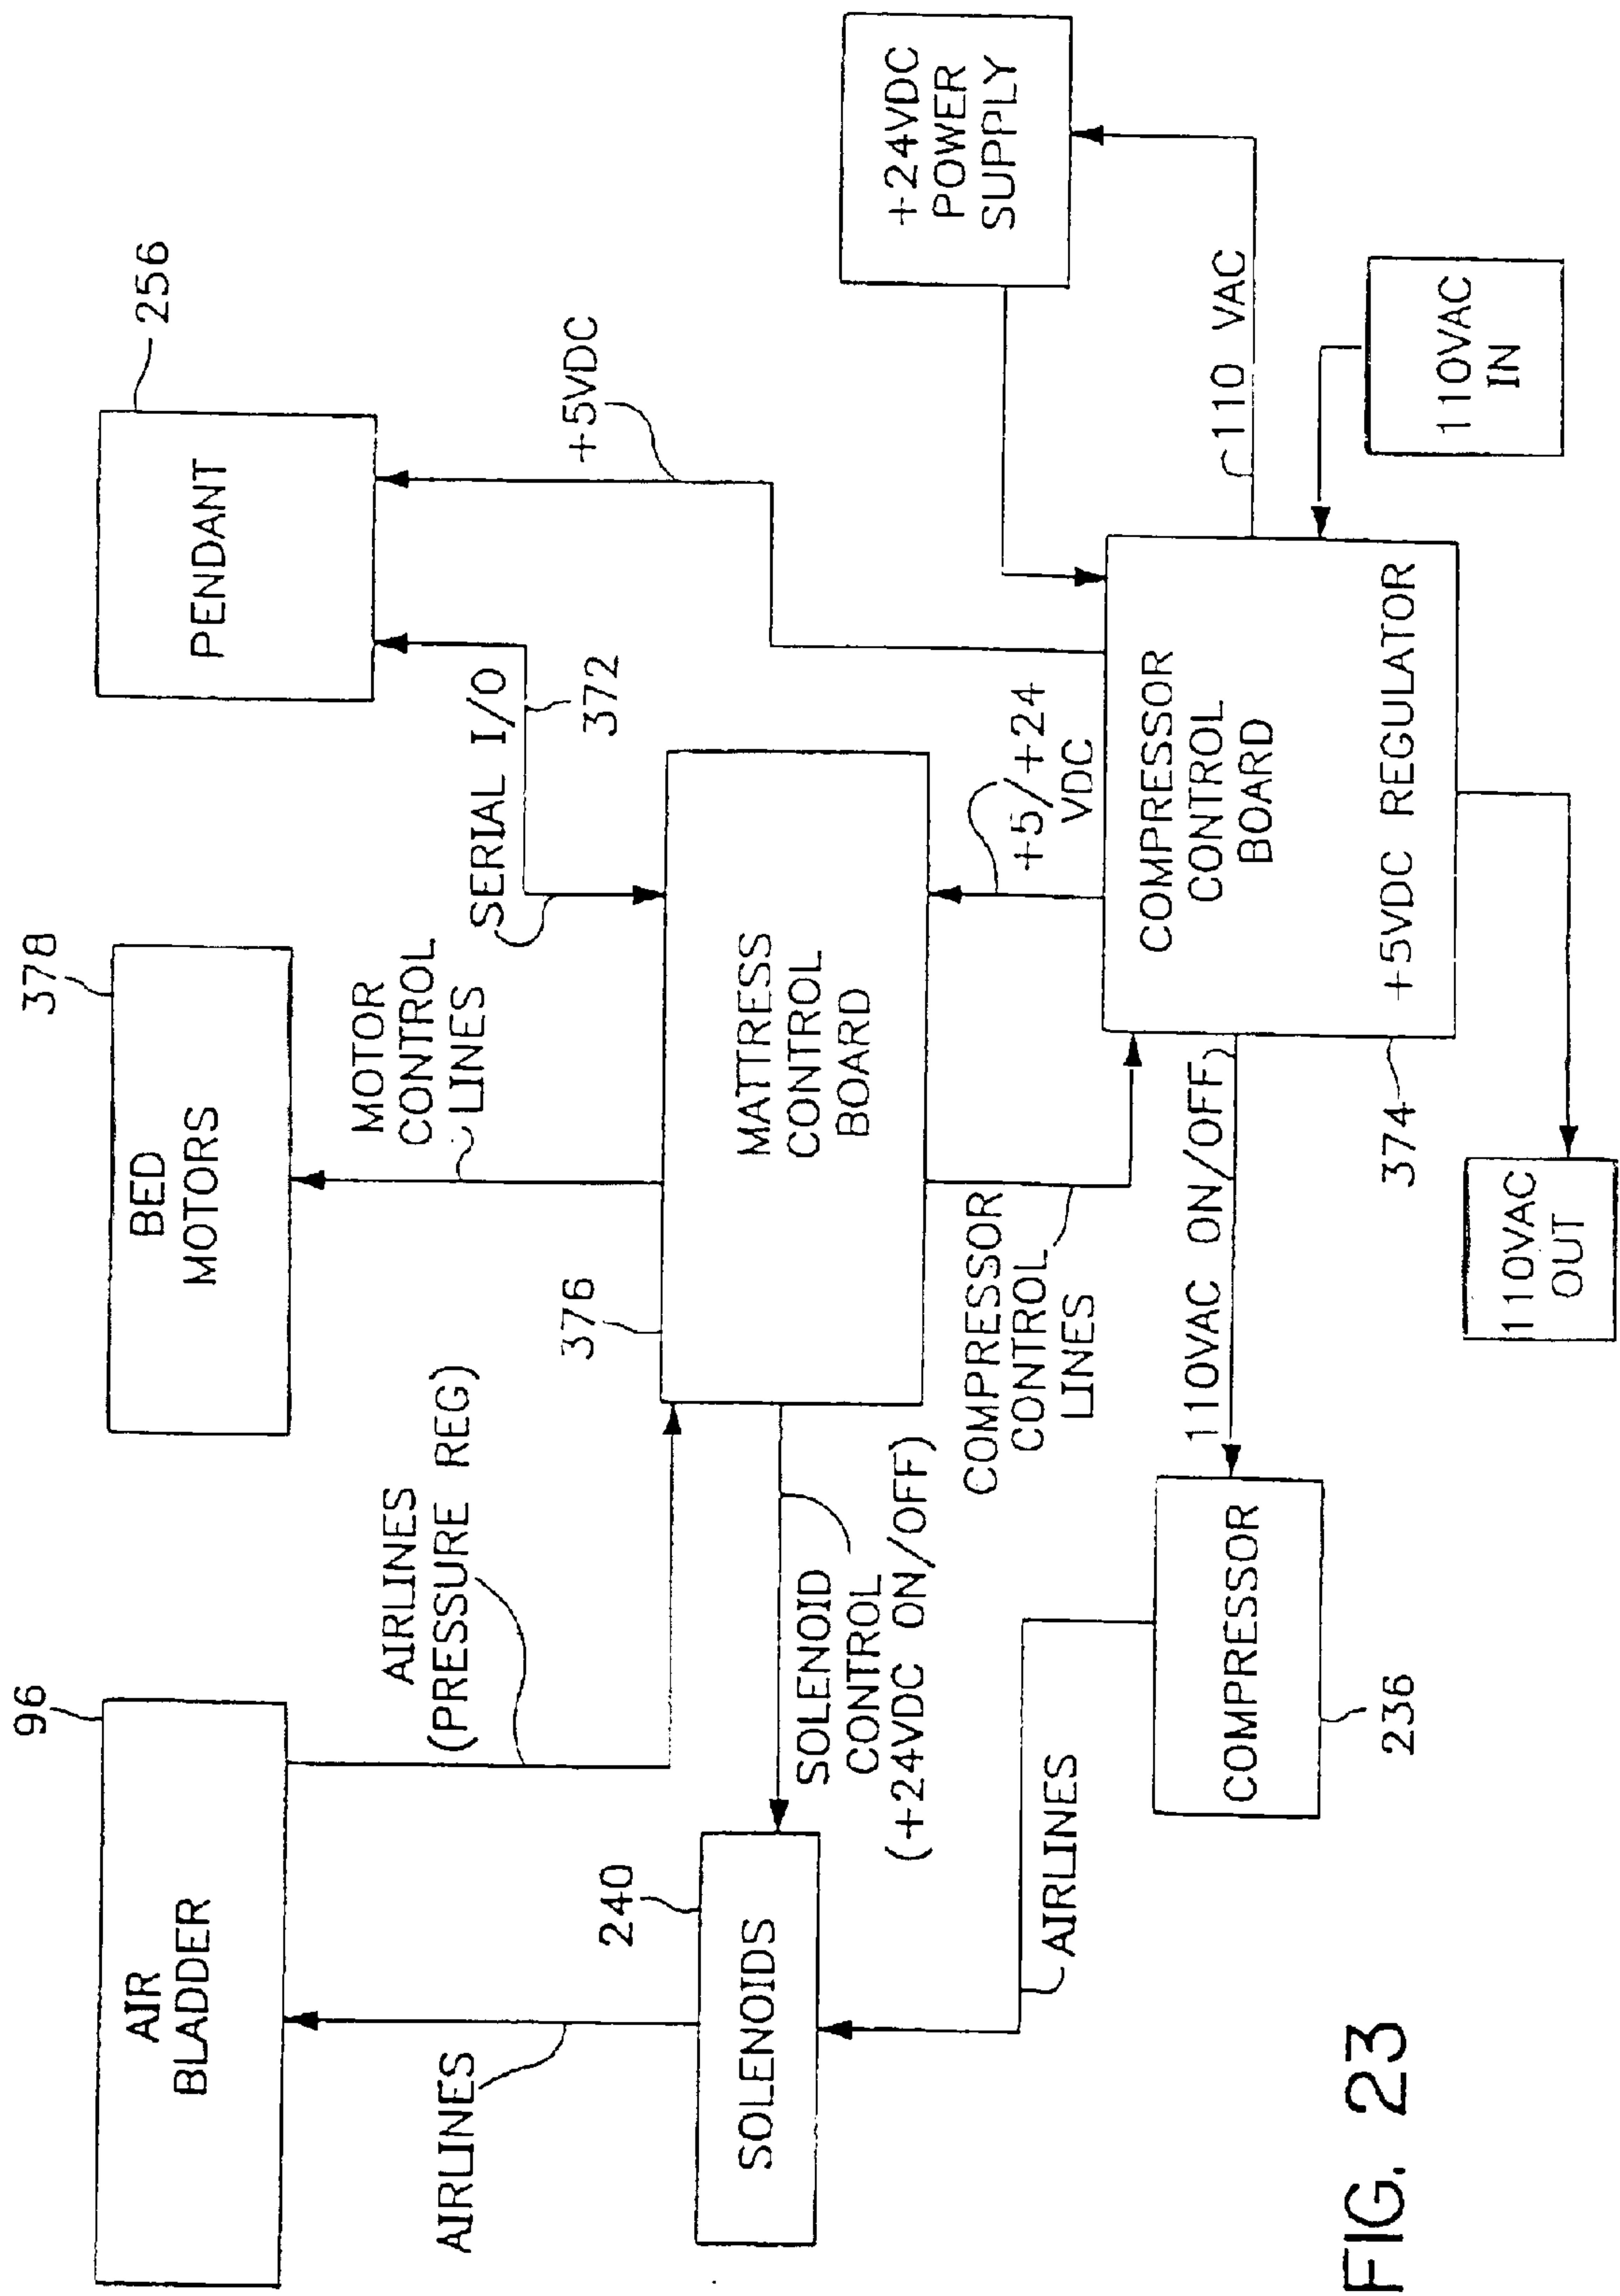 96
AIR
BLADDER
AIRLINES
AIRLINES
(PRESSURE REG)
378
BED
MOTORS
MOTOR
CONTROL
LINES
256
PENDANT
SERIAL I/O
372
+5VDC
240
SOLENOIDS
SOLENOID
CONTROL
(+24VDC ON/OFF)
376
MATTRESS
CONTROL
BOARD
COMPRESSOR
CONTROL
LINES
+5/+24
VDC
+24VDC
POWER
SUPPLY
AIRLINES
COMPRESSOR
236
110VAC ON/OFF
COMPRESSOR
CONTROL
BOARD
+5VDC REGULATOR
374
110 VAC
110VAC
IN
110VAC
OUT
FIG. 23